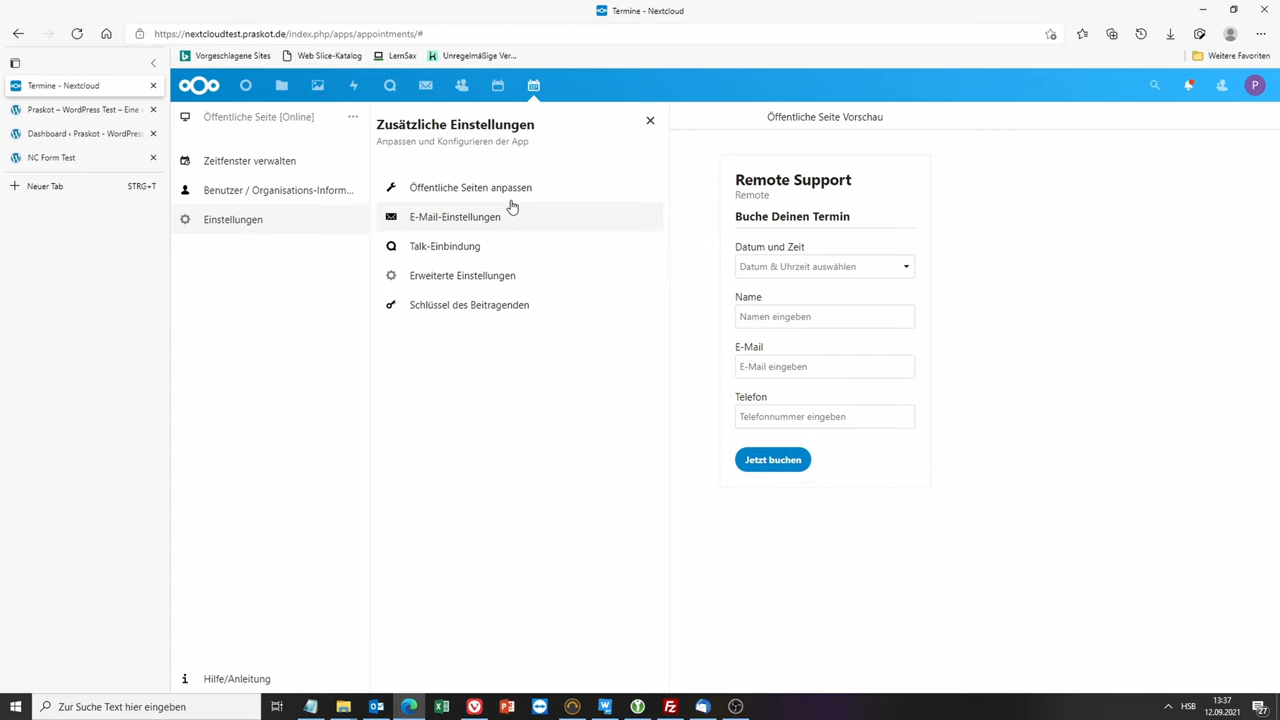 Termine - Nextcloud
https://nextcloudtest.praskot.de/index.php/apps/appointments/#
Vorgeschlagene Sites
Web Slice-Katalog
LernSax
Unregelmäßige Ver...
Weitere Favoriten
Termine - Nextcloud
Praskot – WordPress Test – Eine
Dashboard ‹ Praskot - WordPress
NC Form Test
Neuer Tab
STRG+T
P
Öffentliche Seite [Online]
Zeitfenster verwalten
Benutzer / Organisations-Inform...
Einstellungen
Hilfe/Anleitung
Zusätzliche Einstellungen
Anpassen und Konfigurieren der App
Öffentliche Seiten anpassen
E-Mail-Einstellungen
Talk-Einbindung
Erweiterte Einstellungen
Schlüssel des Beitragenden
Öffentliche Seite Vorschau
Remote Support
Remote
Buche Deinen Termin
Datum und Zeit
Datum & Uhrzeit auswählen
Name
Namen eingeben
E-Mail
E-Mail eingeben
Telefon
Telefonnummer eingeben
Jetzt buchen
Zur Suche Text hier eingeben
HSB
13:37
12.09.2021
27